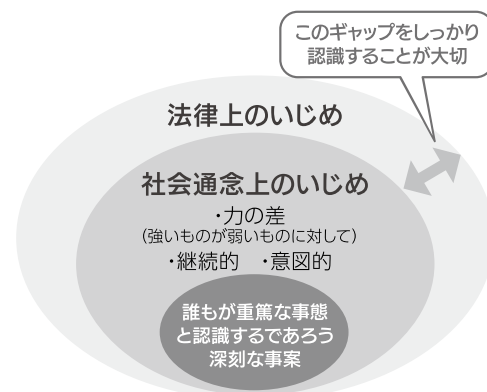 このギャップをしっかり
認識することが大切
法律上のいじめ
社会通念上のいじめ
・力の差
(強いものが弱いものに対して)
・継続的 ・意図的
誰もが重篤な事態
と認識するであろう
深刻な事案